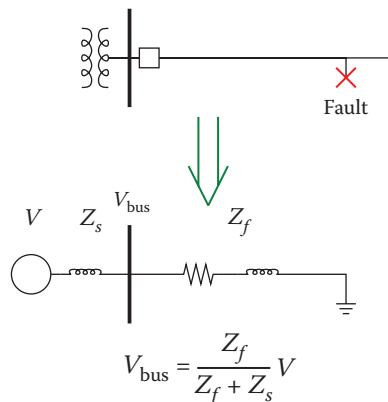 Fault
V Z_s V_bus Z_f
V_bus = Z_f / (Z_f + Z_s) V